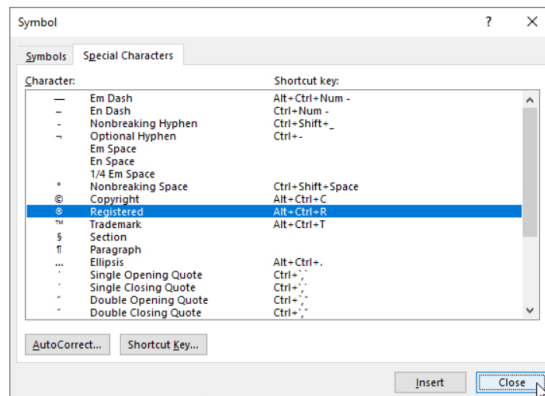 Symbol ? ×
Symbols Special Characters
Character: Shortcut key:
— Em Dash Alt+Ctrl+Num -
– En Dash Ctrl+Num -
- Nonbreaking Hyphen Ctrl+Shift+_
¬ Optional Hyphen Ctrl+-
Em Space
En Space
1/4 Em Space
° Nonbreaking Space Ctrl+Shift+Space
© Copyright Alt+Ctrl+C
® Registered Alt+Ctrl+R
™ Trademark Alt+Ctrl+T
§ Section
¶ Paragraph
… Ellipsis Alt+Ctrl+.
‘ Single Opening Quote Ctrl+`,`
’ Single Closing Quote Ctrl+','
“ Double Opening Quote Ctrl+`,"
” Double Closing Quote Ctrl+',"
AutoCorrect... Shortcut Key...
Insert Close